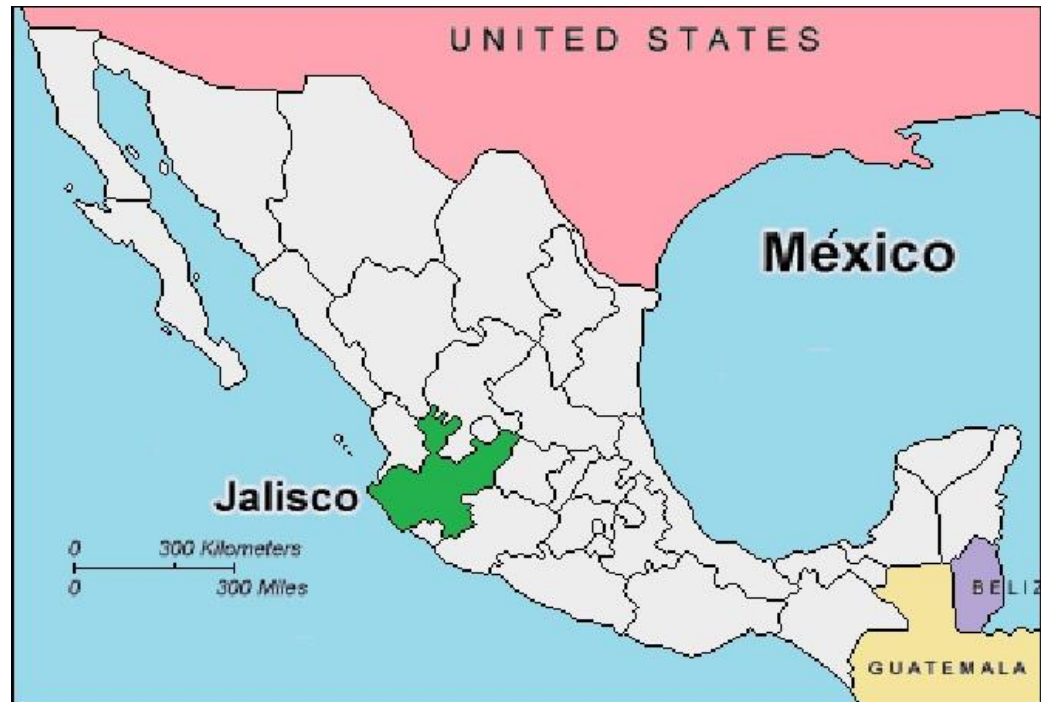 UNITED STATES
México
Jalisco
0 300 Kilometers
0 300 Miles
BELIZ
GUATEMALA